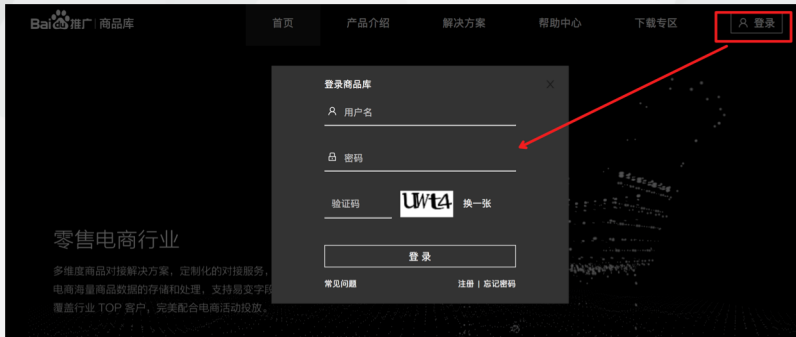 Bai du 推广 | 商品库 首页 产品介绍 解决方案 帮助中心 下载专区 登录
登录商品库 ×
用户名
密码
验证码 UWt4 换一张
登 录
常见问题 注册 | 忘记密码
零售电商行业
多维度商品对接解决方案，定制化的对接服务，
电商海量商品数据的存储和处理，支持易变字段
覆盖行业 TOP 客户，完美配合电商活动投放。